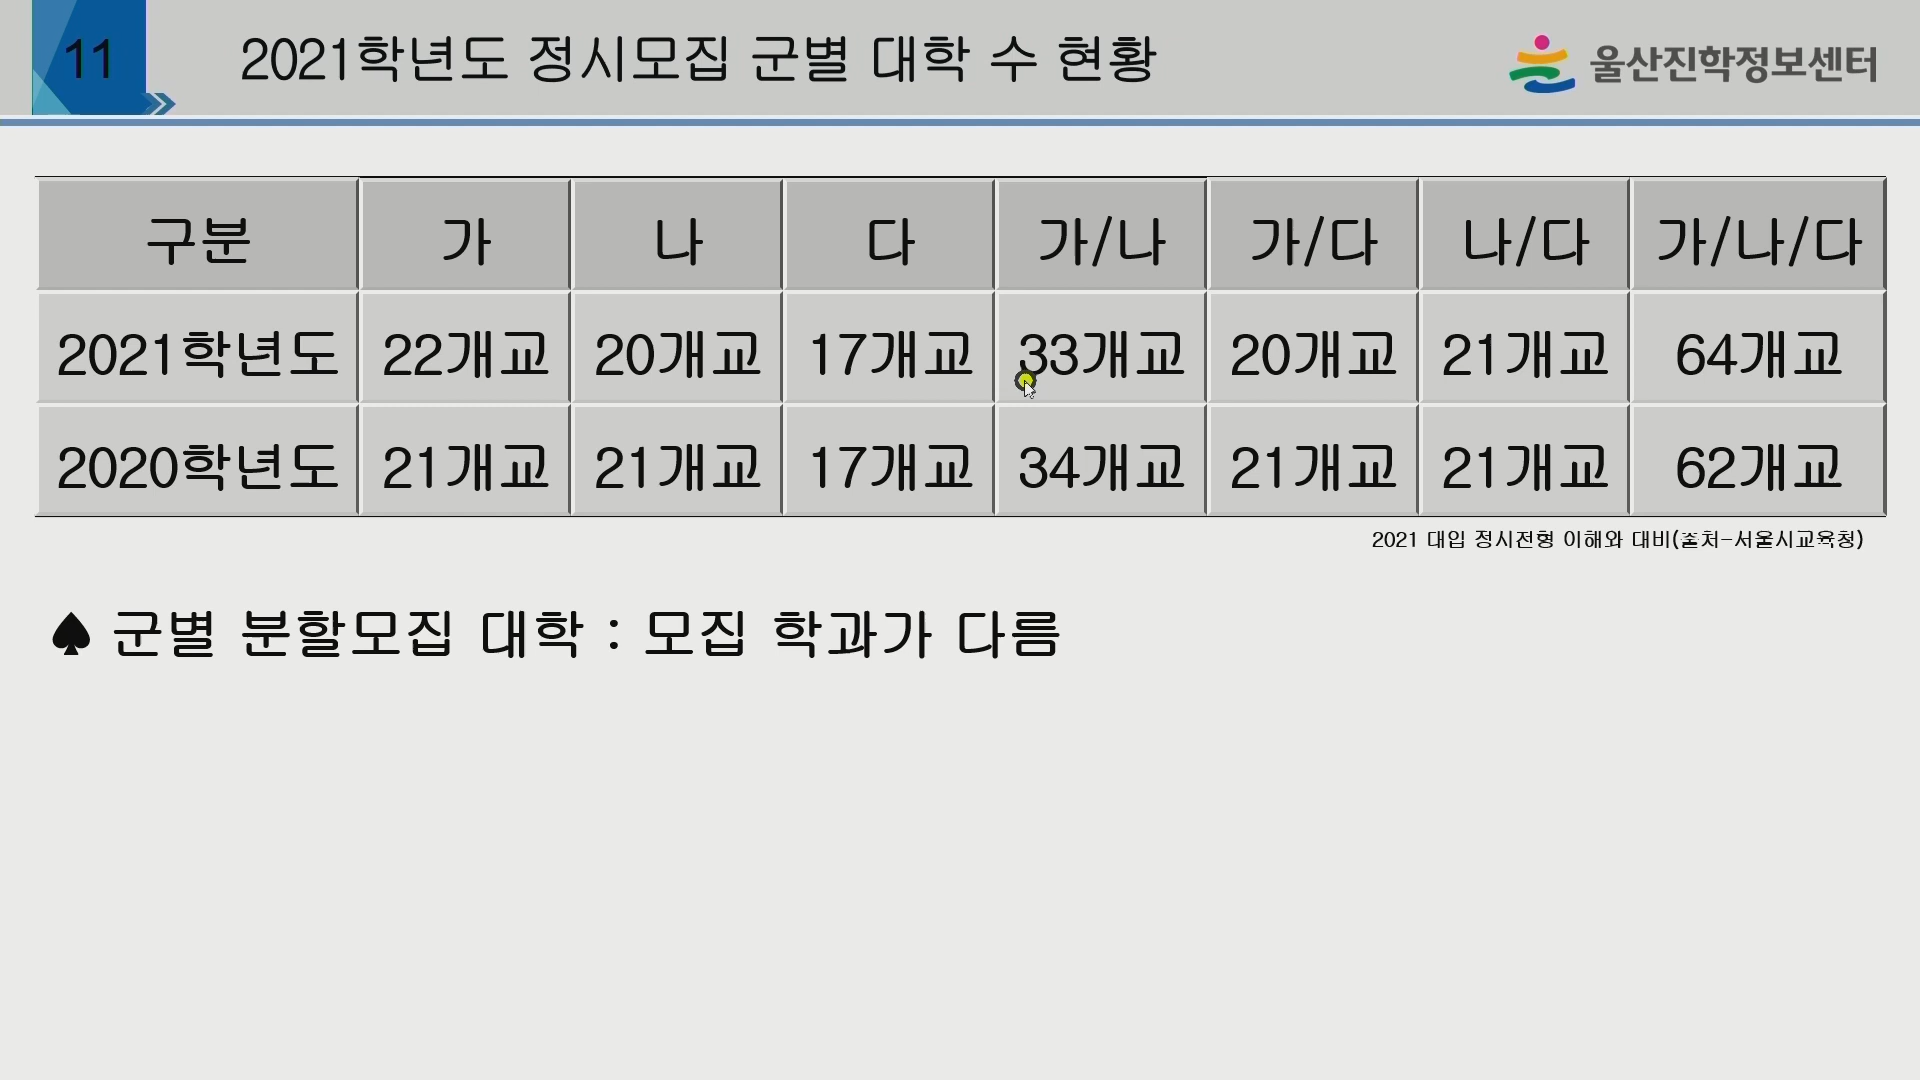 11
2021학년도 정시모집 군별 대학 수 현황
울산진학정보센터
구분 가 나 다 가/나 가/다 나/다 가/나/다
2021학년도 22개교 20개교 17개교 33개교 20개교 21개교 64개교
2020학년도 21개교 21개교 17개교 34개교 21개교 21개교 62개교
2021 대입 정시전형 이해와 대비(출처-서울시교육청)
♠ 군별 분할모집 대학 : 모집 학과가 다름